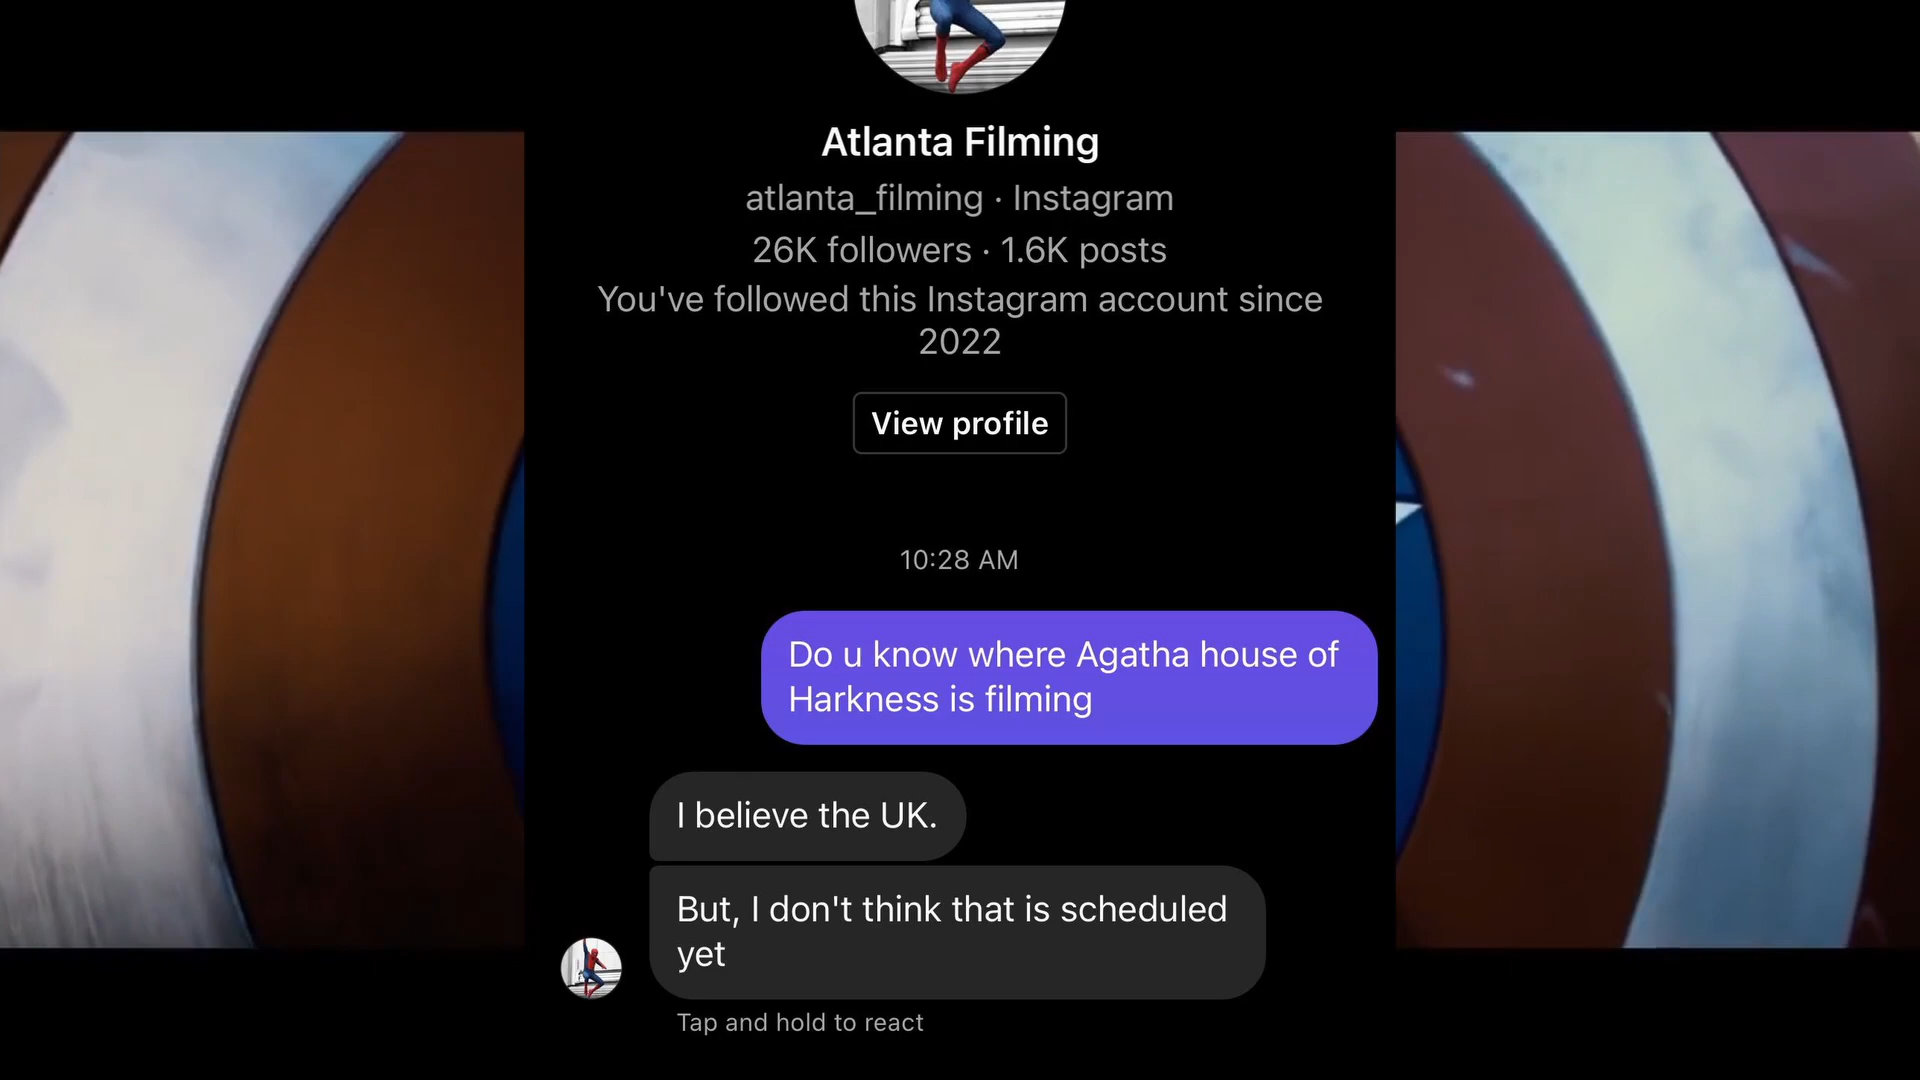 Atlanta Filming
atlanta_filming · Instagram
26K followers · 1.6K posts
You've followed this Instagram account since
2022
View profile
10:28 AM
Do u know where Agatha house of
Harkness is filming
I believe the UK.
But, I don't think that is scheduled
yet
Tap and hold to react